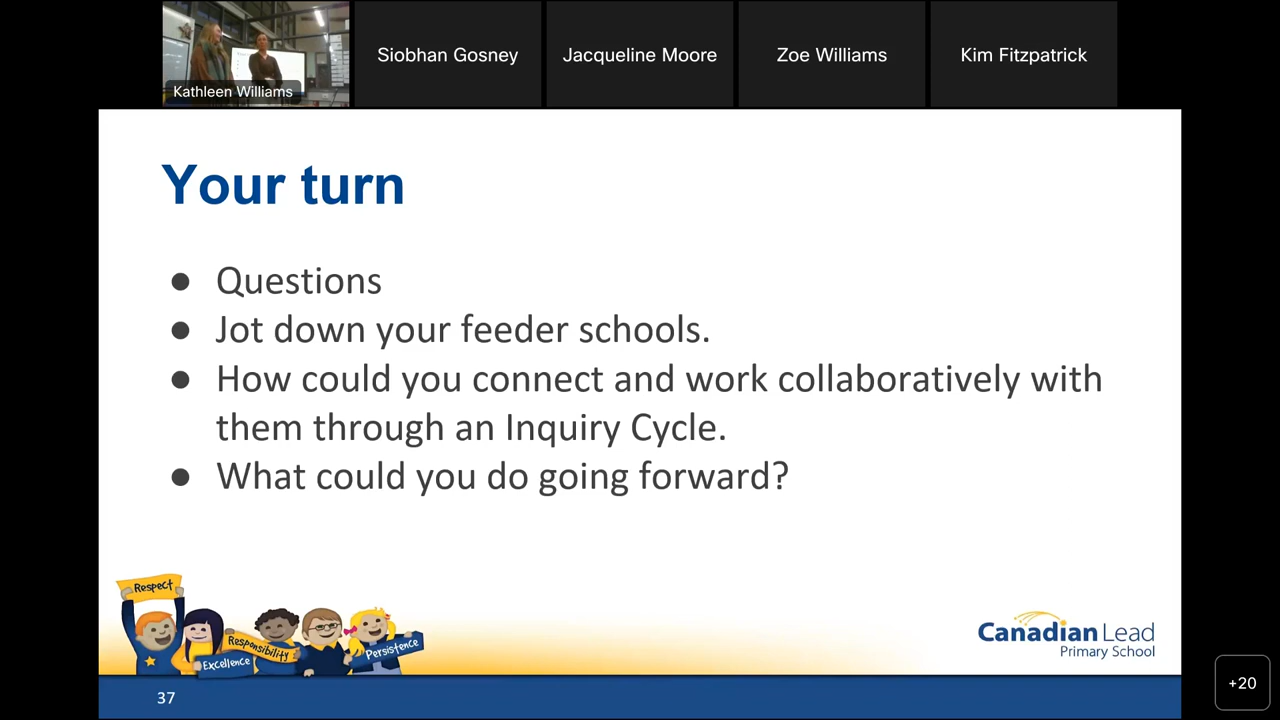 Kathleen Williams
Siobhan Gosney
Jacqueline Moore
Zoe Williams
Kim Fitzpatrick
Your turn
● Questions
● Jot down your feeder schools.
● How could you connect and work collaboratively with
them through an Inquiry Cycle.
● What could you do going forward?
Respect
Excellence
Responsibility
Persistence
Canadian Lead
Primary School
37
+20